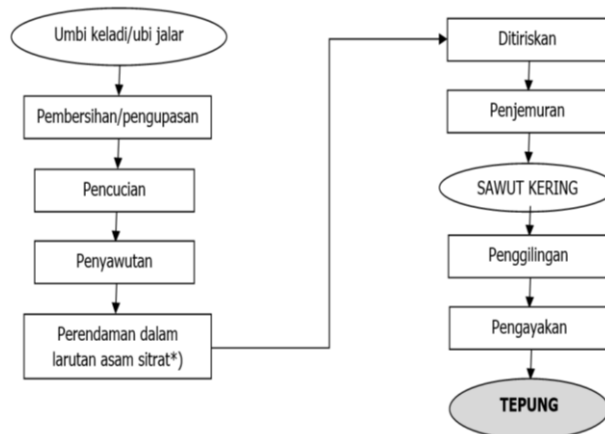 Umbi keladi/ubi jalar
Pembersihan/pengupasan
Pencucian
Penyawutan
Perendaman dalam
larutan asam sitrat*)
Ditiriskan
Penjemuran
SAWUT KERING
Penggilingan
Pengayakan
TEPUNG